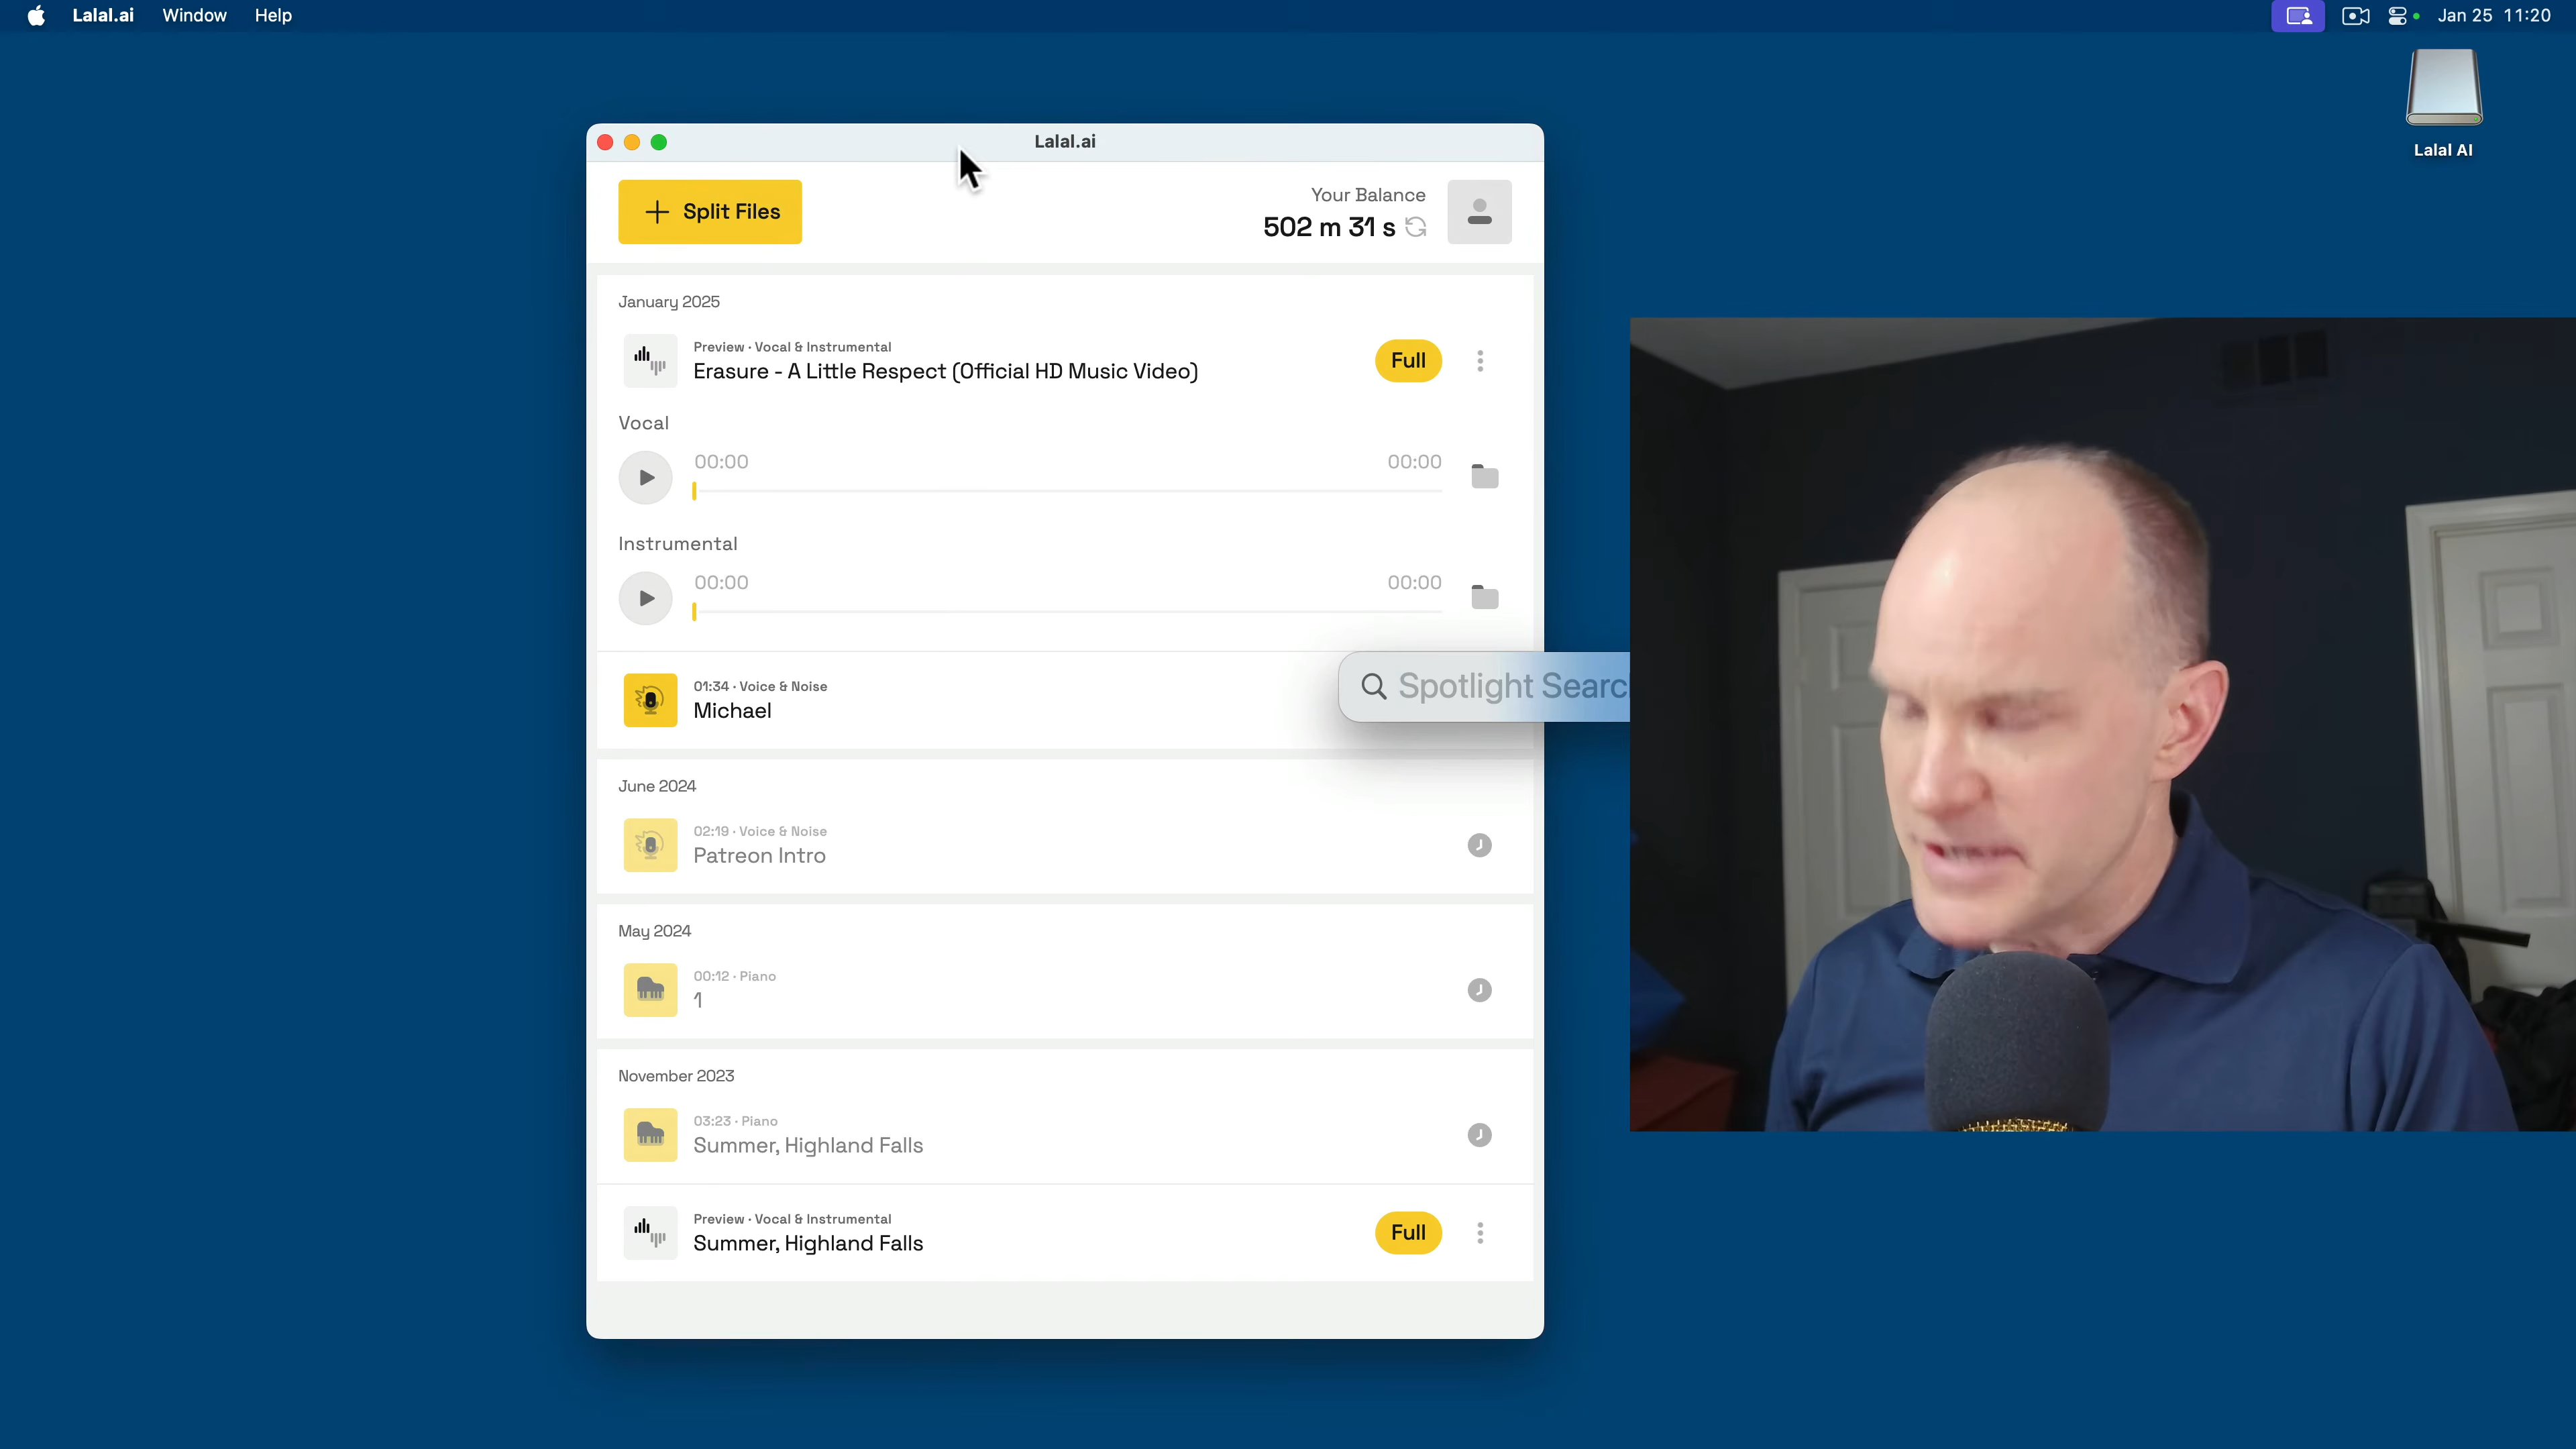 Lalal.ai Window Help
Jan 25 11:20
Lalal AI
Lalal.ai
Split Files
Your Balance
502 m 31 s
January 2025
Preview · Vocal & Instrumental
Erasure - A Little Respect (Official HD Music Video)
Full
Vocal
00:00 00:00
Instrumental
00:00 00:00
01:34 · Voice & Noise
Michael
Spotlight Searc
June 2024
02:19 · Voice & Noise
Patreon Intro
May 2024
00:12 · Piano
1
November 2023
03:23 · Piano
Summer, Highland Falls
Preview · Vocal & Instrumental
Summer, Highland Falls
Full